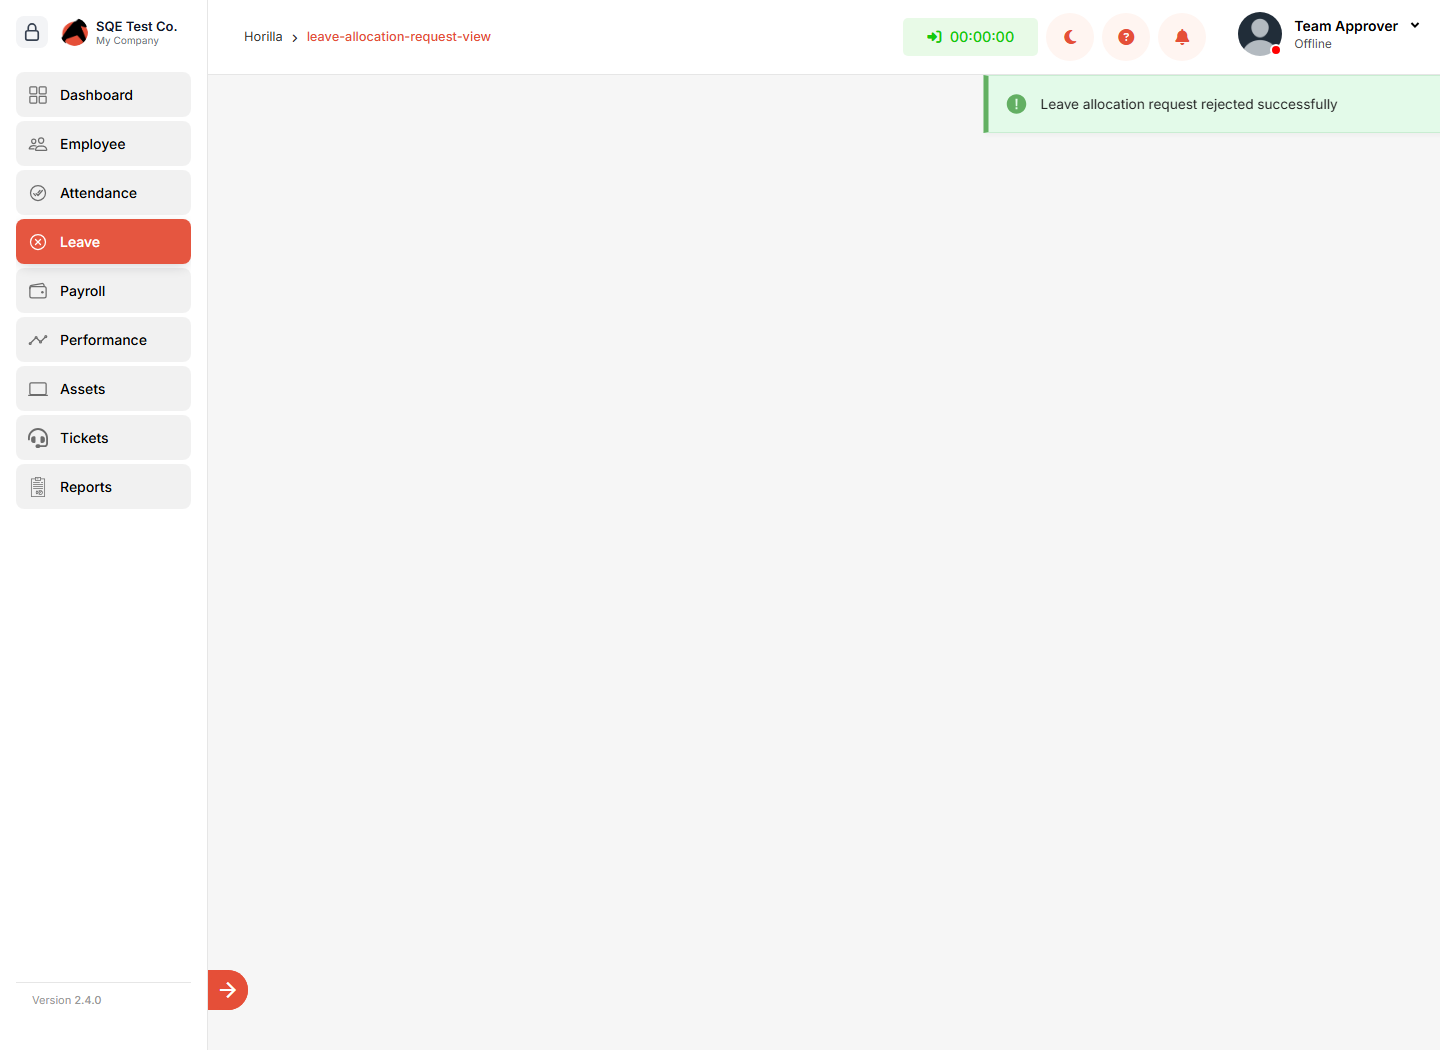 SQE Test Co.
My Company
Horilla > leave-allocation-request-view
00:00:00
Team Approver
Offline
Leave allocation request rejected successfully
Dashboard
Employee
Attendance
Leave
Payroll
Performance
Assets
Tickets
Reports
Version 2.4.0